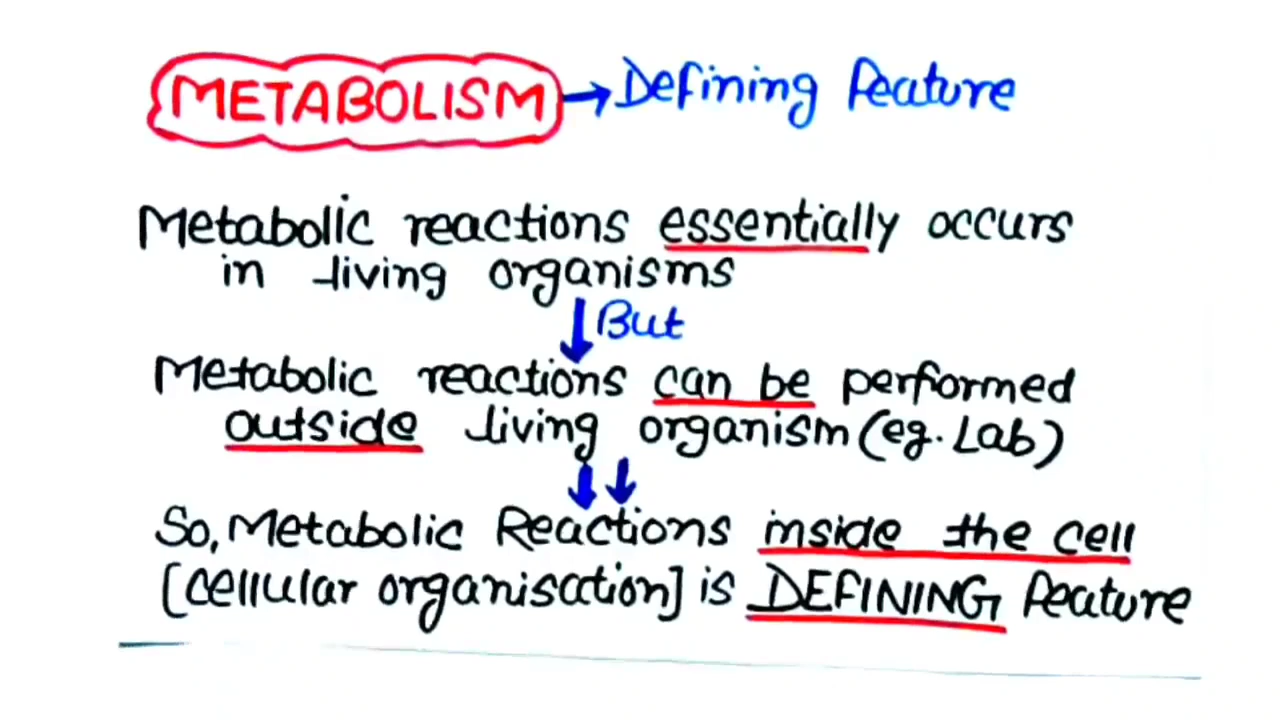 METABOLISM → Defining feature
Metabolic reactions essentially occurs
in living organisms
But
Metabolic reactions can be performed
outside living organism (eg. Lab)
So, Metabolic Reactions inside the cell
[cellular organisation] is DEFINING feature